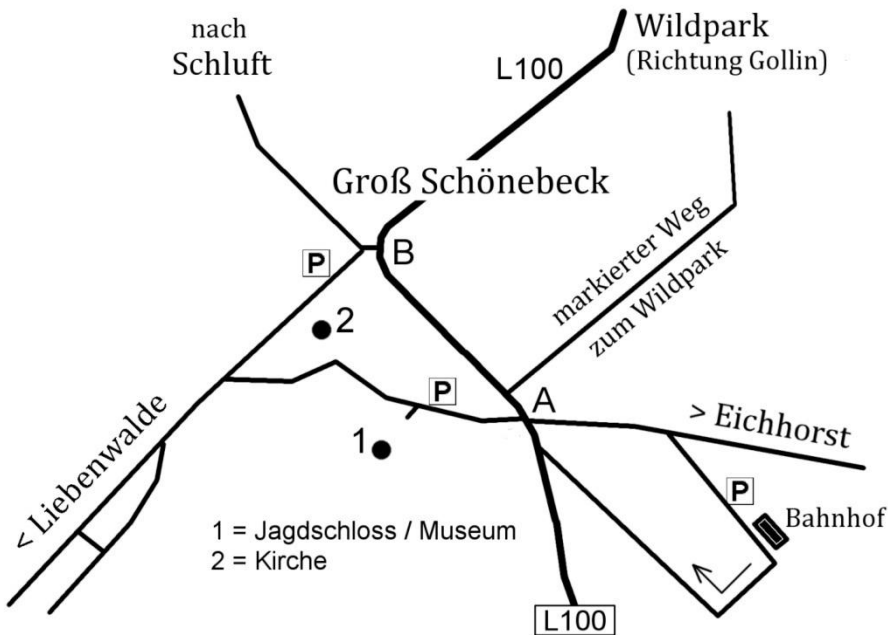 nach
Schluft
Wildpark
(Richtung Gollin)
L100
Groß Schönebeck
B
P
markierter Weg
zum Wildpark
2
P
A
> Eichhorst
1
< Liebenwalde
P
Bahnhof
1 = Jagdschloss / Museum
2 = Kirche
L100